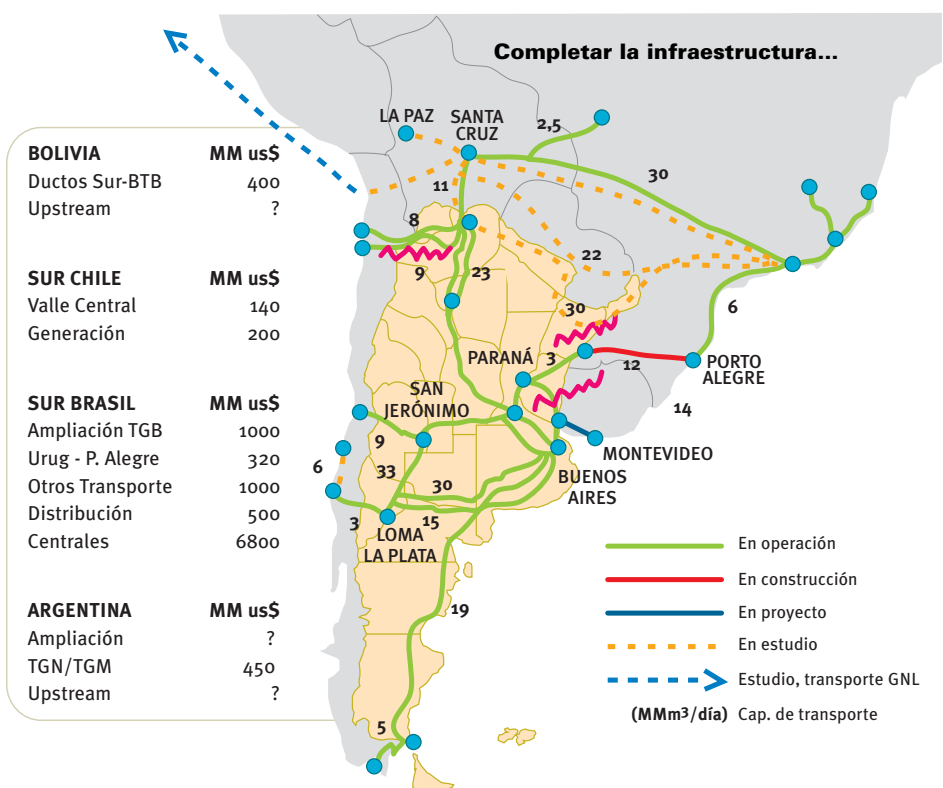 Completar la infraestructura...
BOLIVIA MM us$
Ductos Sur-BTB 400
Upstream ?
SUR CHILE MM us$
Valle Central 140
Generación 200
SUR BRASIL MM us$
Ampliación TGB 1000
Urug - P. Alegre 320
Otros Transporte 1000
Distribución 500
Centrales 6800
ARGENTINA MM us$
Ampliación ?
TGN/TGM 450
Upstream ?
LA PAZ
SANTA
CRUZ
2,5
30
11
8
9
23
22
30
6
PARANÁ
3
12
PORTO
ALEGRE
14
SAN
JERÓNIMO
9
MONTEVIDEO
BUENOS
AIRES
6
33
30
3
15
LOMA
LA PLATA
19
5
En operación
En construcción
En proyecto
En estudio
Estudio, transporte GNL
(MMm³/día) Cap. de transporte